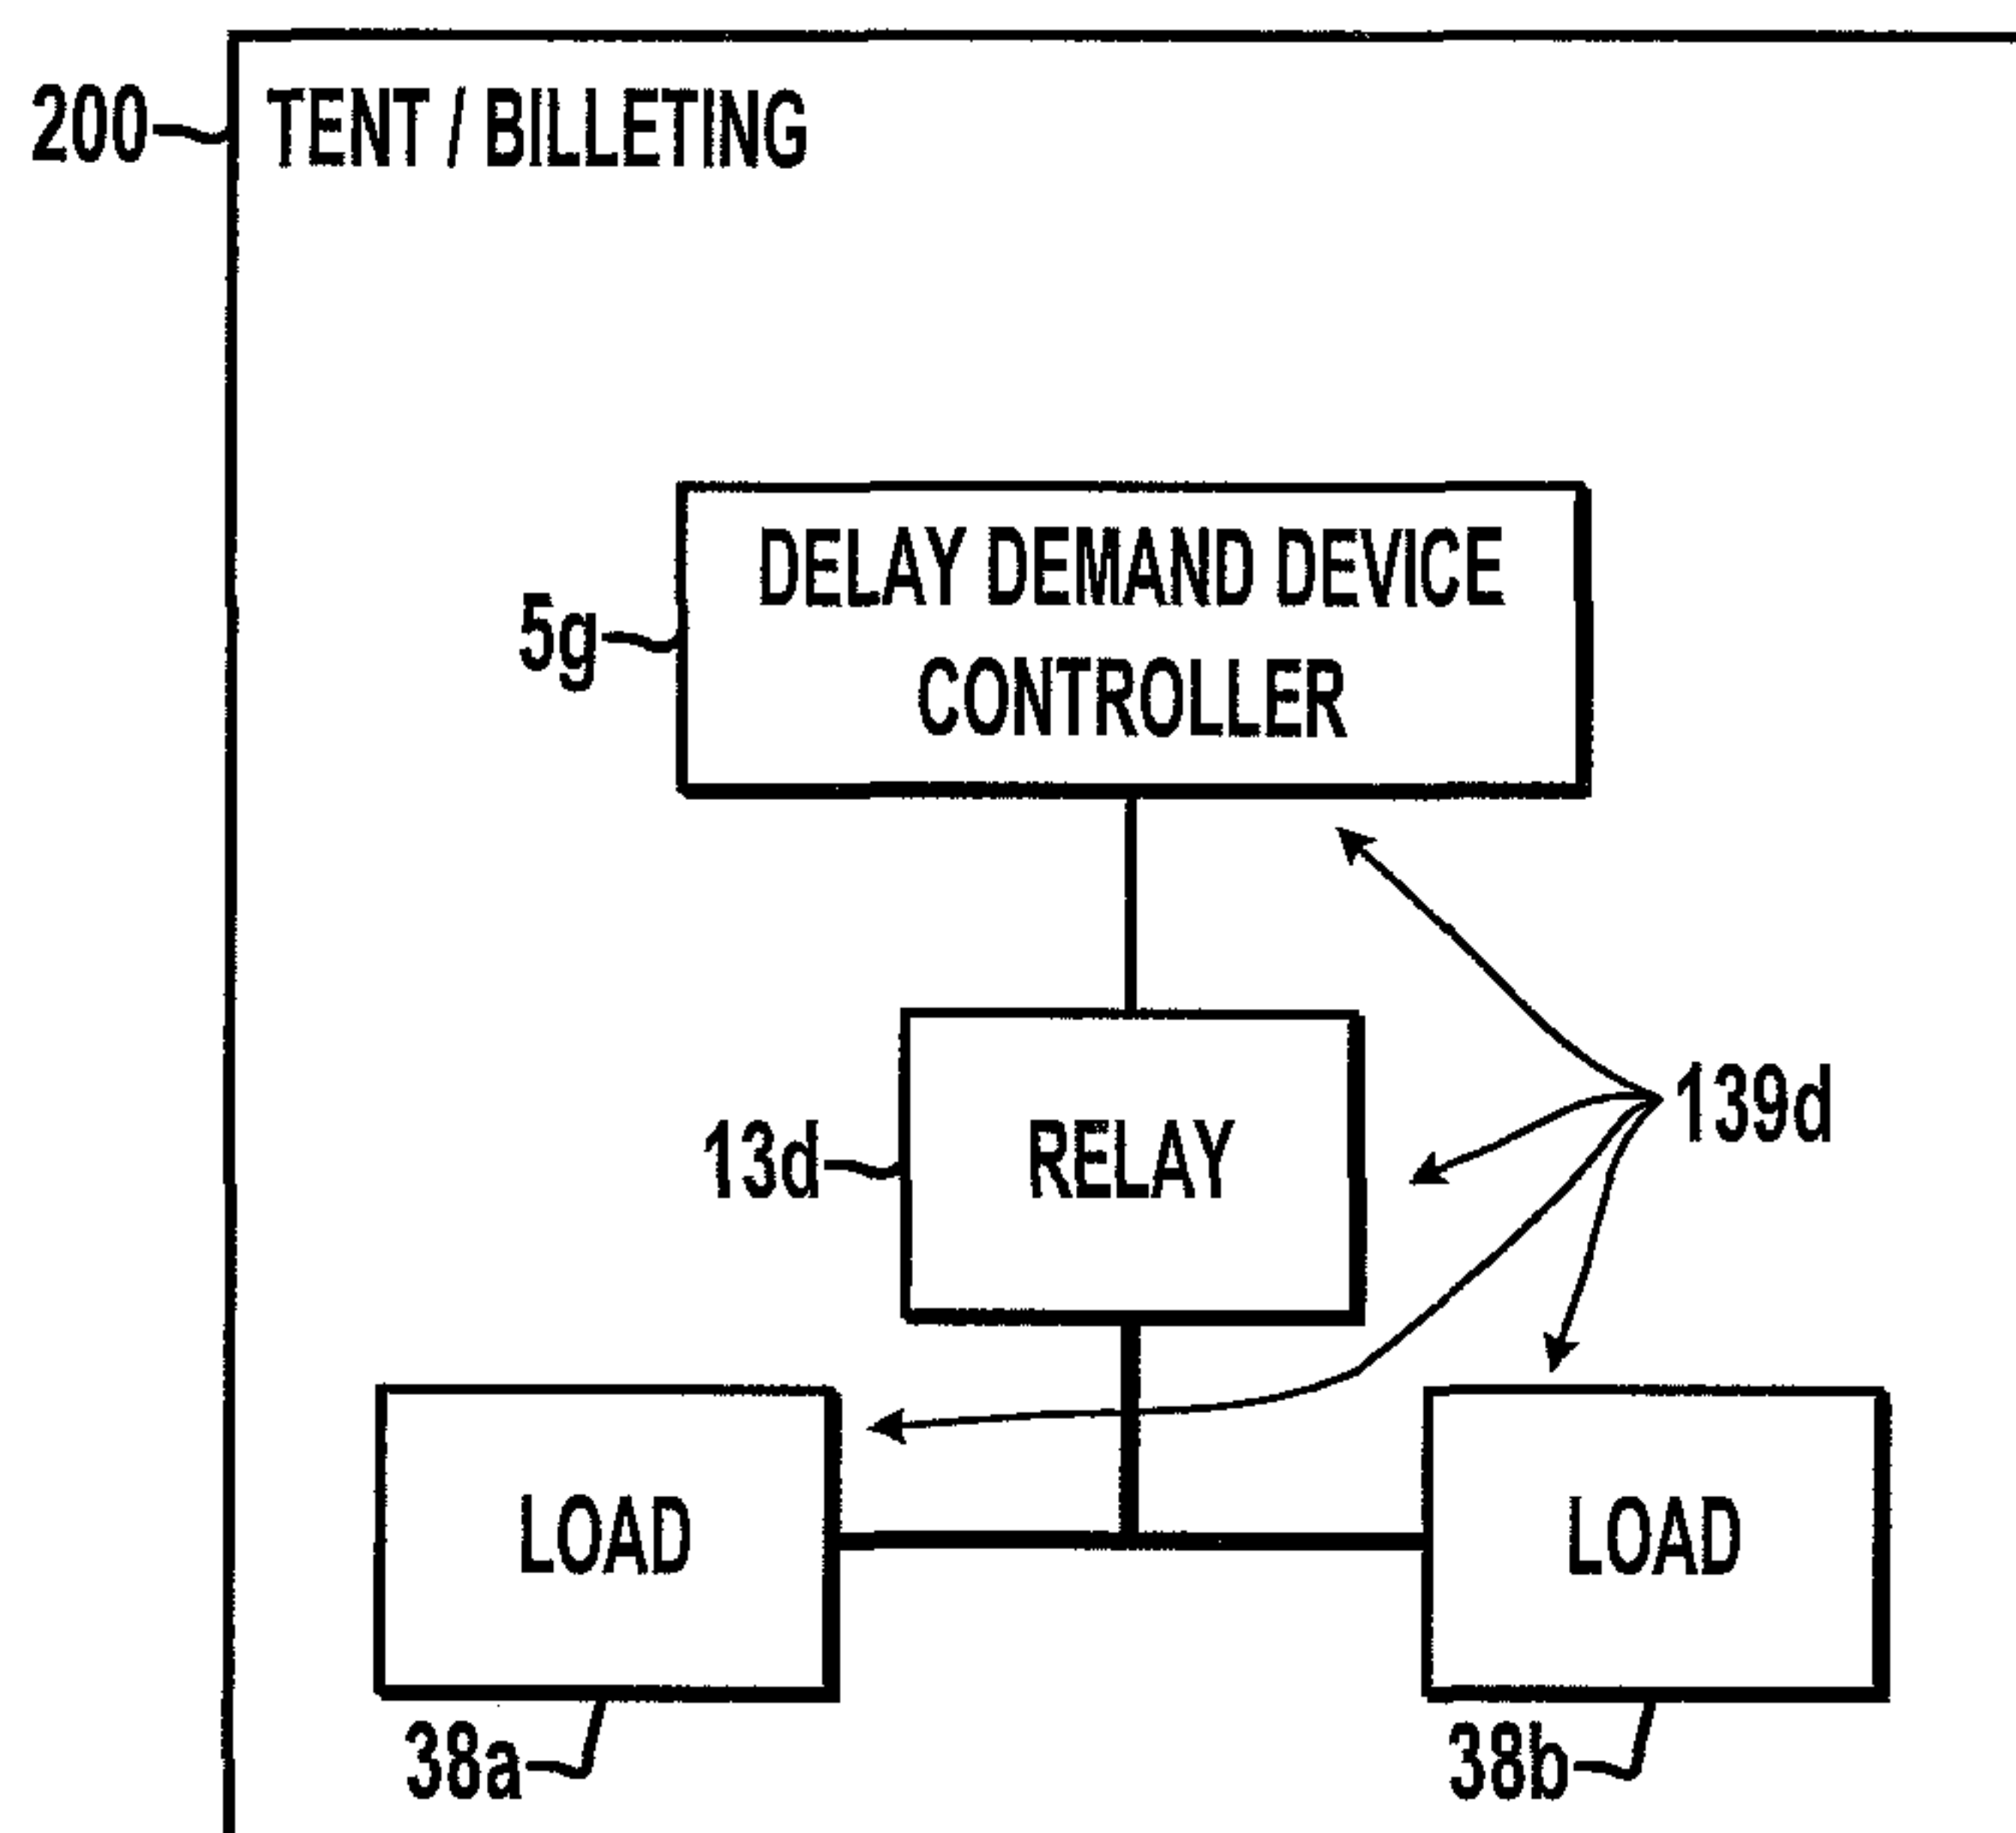 200
TENT / BILLETING
DELAY DEMAND DEVICE
CONTROLLER
5g
139d
13d
RELAY
LOAD
LOAD
38a
38b